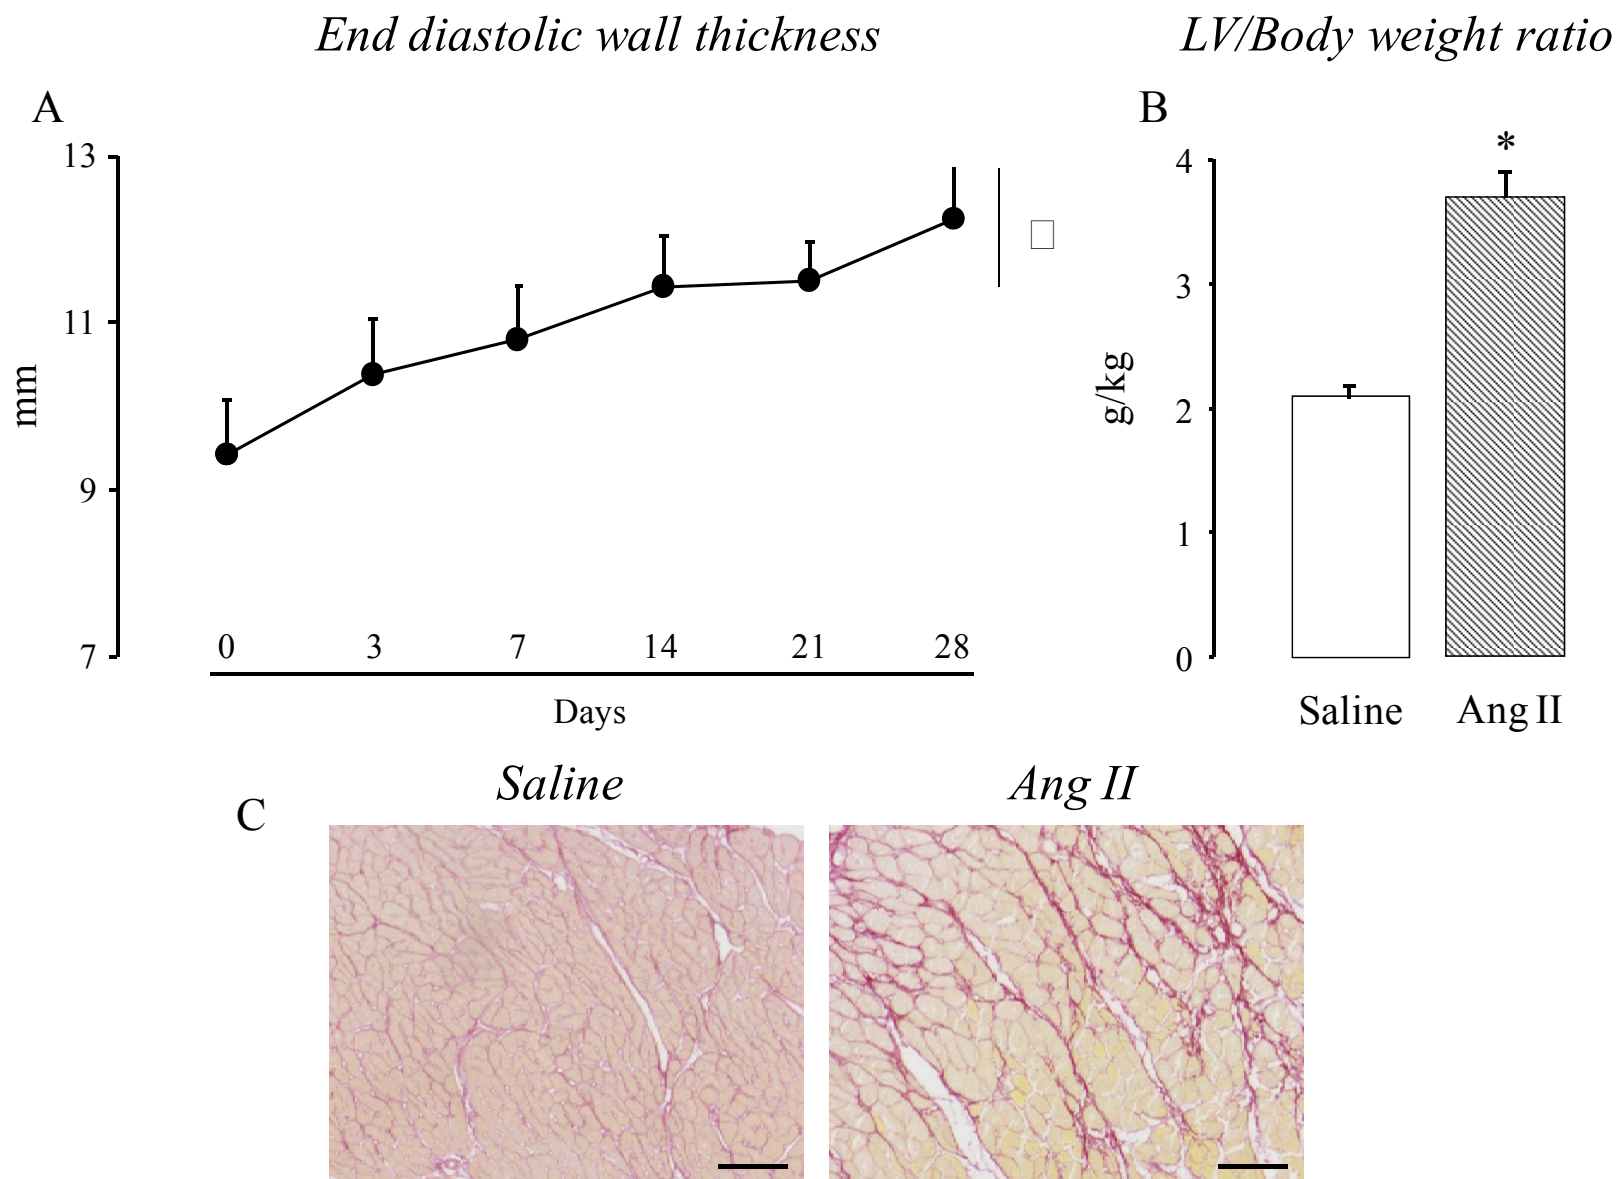 End diastolic wall thickness
LV/Body weight ratio
A
B
13
11
9
7
mm
0 3 7 14 21 28
Days
*
4
3
2
1
0
g/kg
Saline Ang II
C
Saline
Ang II